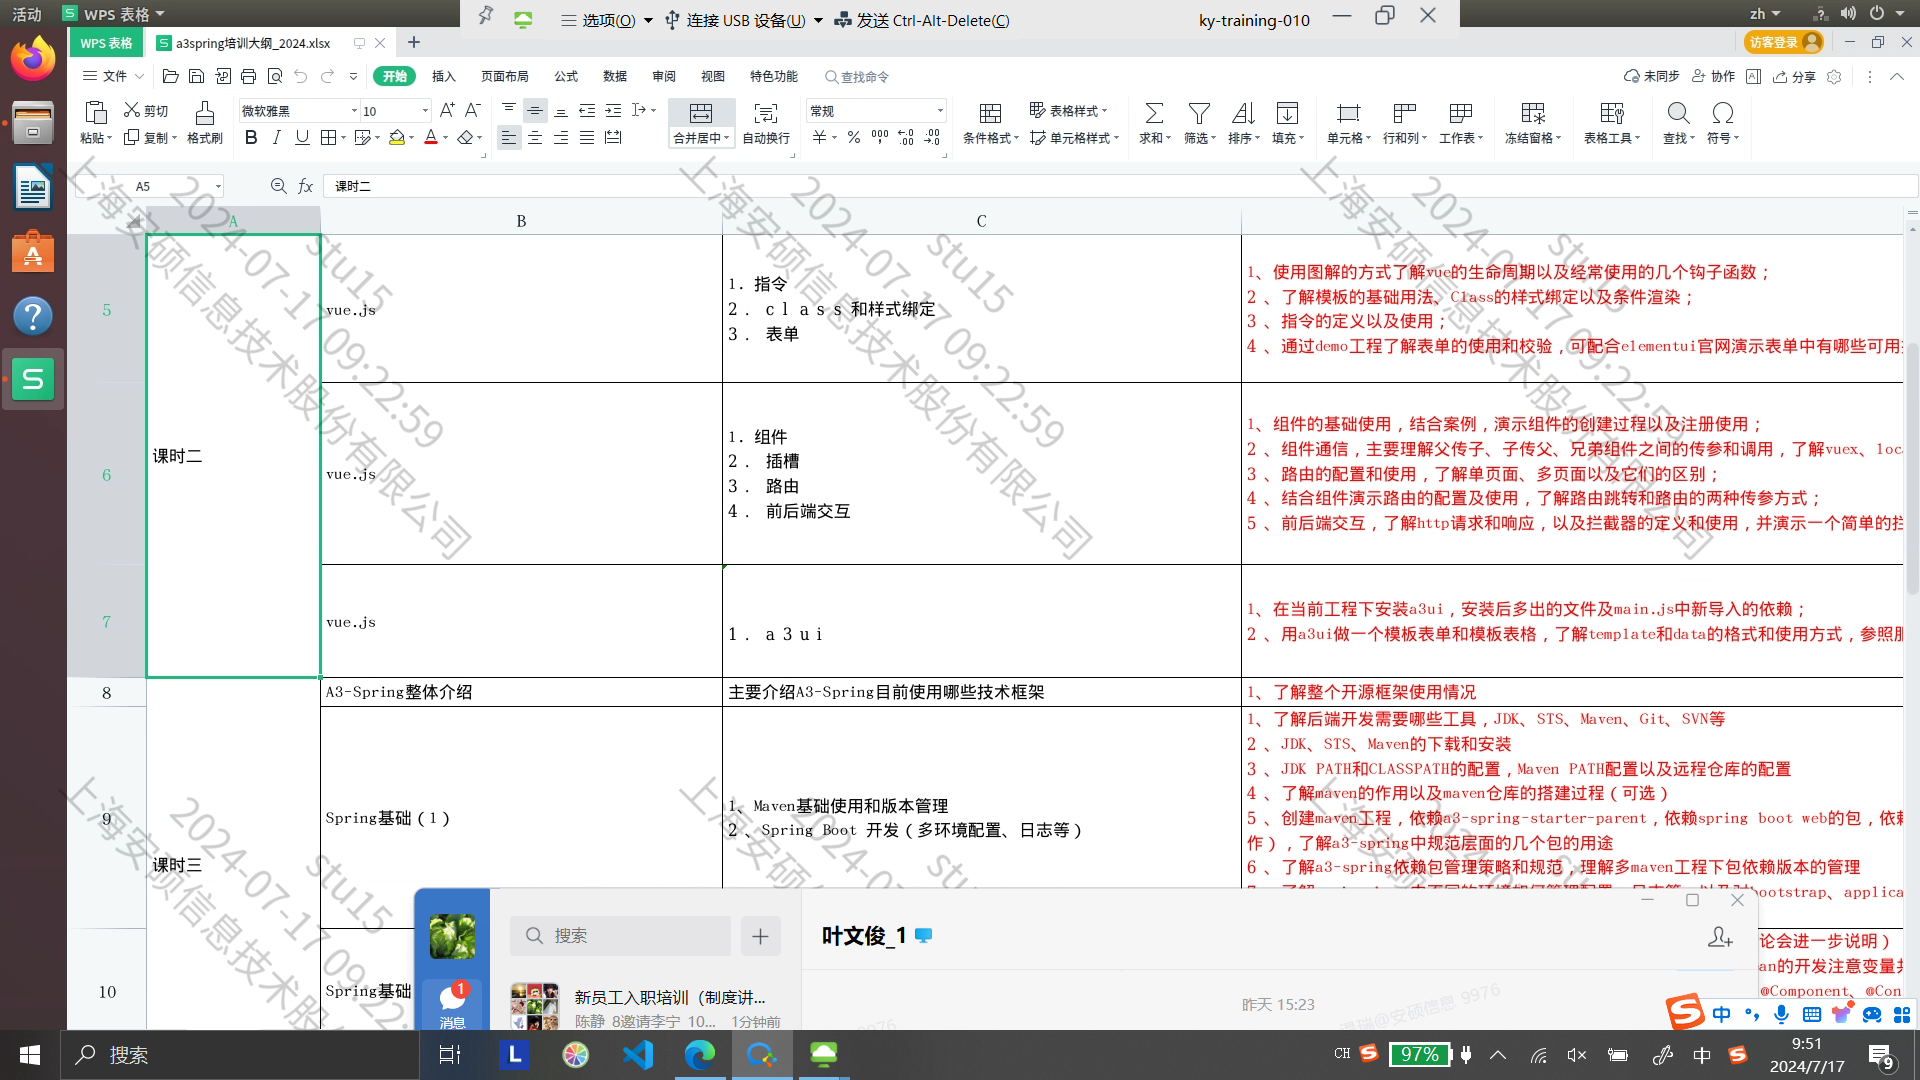 活动
WPS 表格
选项(O)
连接 USB 设备(U)
发送 Ctrl-Alt-Delete(C)
ky-training-010
zh
WPS 表格
a3spring培训大纲_2024.xlsx
访客登录
文件
开始
插入
页面布局
公式
数据
审阅
视图
特色功能
查找命令
未同步
协作
分享
粘贴
剪切
复制
格式刷
微软雅黑
10
合并居中
自动换行
常规
条件格式
表格样式
单元格样式
求和
筛选
排序
填充
单元格
行和列
工作表
冻结窗格
表格工具
查找
符号
A5
fx
课时二
A
B
C
5
课时二
vue.js
1. 指令
2. class和样式绑定
3. 表单
1、使用图解的方式了解vue的生命周期以及经常使用的几个钩子函数；
2、了解模板的基础用法、Class的样式绑定以及条件渲染；
3、指令的定义以及使用；
4、通过demo工程了解表单的使用和校验，可配合elementui官网演示表单中有哪些可用
6
vue.js
1. 组件
2. 插槽
3. 路由
4. 前后端交互
1、组件的基础使用，结合案例，演示组件的创建过程以及注册使用；
2、组件通信，主要理解父传子、子传父、兄弟组件之间的传参和调用，了解vuex、loc
3、路由的配置和使用，了解单页面、多页面以及它们的区别；
4、结合组件演示路由的配置及使用，了解路由跳转和路由的两种传参方式；
5、前后端交互，了解http请求和响应，以及拦截器的定义和使用，并演示一个简单的拦
7
vue.js
1. a3ui
1、在当前工程下安装a3ui，安装后多出的文件及main.js中新导入的依赖；
2、用a3ui做一个模板表单和模板表格，了解template和data的格式和使用方式，参照
8
A3-Spring整体介绍
主要介绍A3-Spring目前使用哪些技术框架
1、了解整个开源框架使用情况
9
课时三
Spring基础（1）
1、Maven基础使用和版本管理
2、Spring Boot 开发（多环境配置、日志等）
1、了解后端开发需要哪些工具，JDK、STS、Maven、Git、SVN等
2、JDK、STS、Maven的下载和安装
3、JDK PATH和CLASSPATH的配置，Maven PATH配置以及远程仓库的配置
4、了解maven的作用以及maven仓库的搭建过程（可选）
5、创建maven工程，依赖a3-spring-starter-parent，依赖spring boot web的包，依赖
作），了解a3-spring中规范层面的几个包的用途
6、了解a3-spring依赖包管理策略和规范，理解多maven工程下包依赖版本的管理
ootstrap、applica
10
Spring基础
论会进一步说明）
an的开发注意变量
@Component、@Con
上海安硕信息技术股份有限公司
2024-07-17 09:22:59
stu15
搜索
叶文俊_1
1
消息
新员工入职培训（制度讲...
陈静_8邀请李宁_10...
1分钟前
昨天 15:23
中
搜索
L
CH
97%
中
9:51
2024/7/17
9